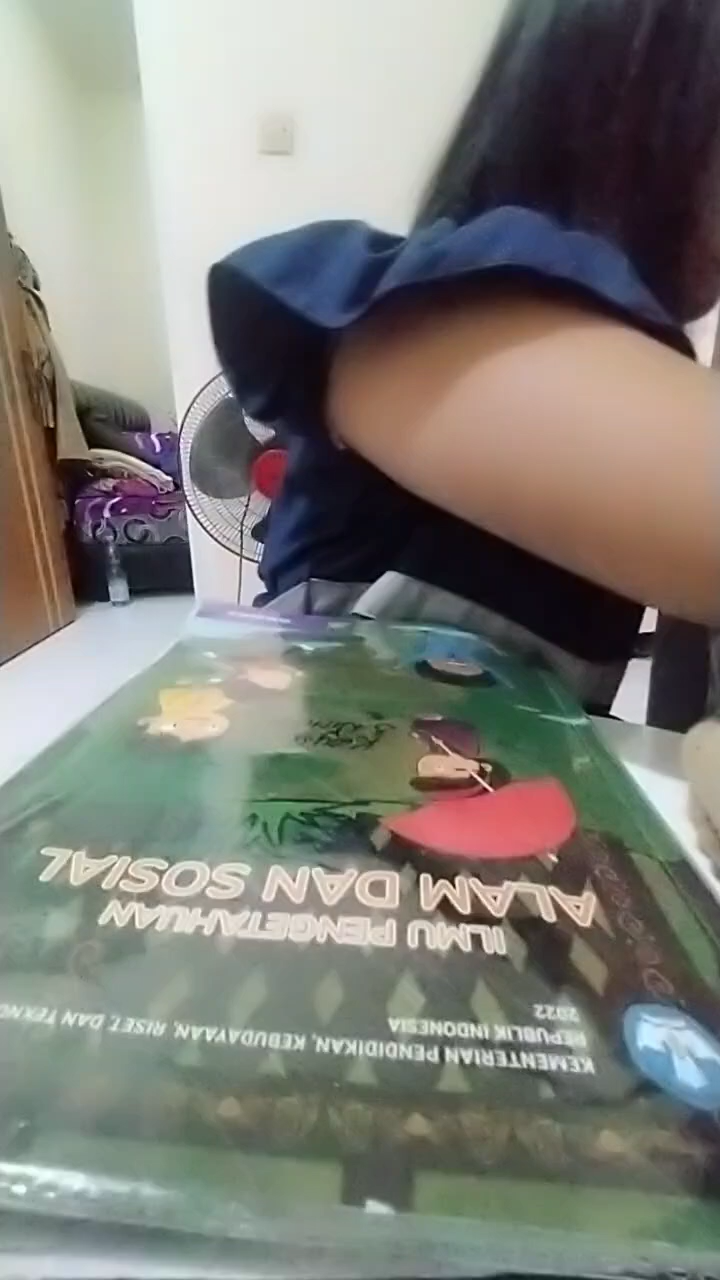 KEMENTERIAN PENDIDIKAN, KEBUDAYAAN, RISET, DAN
REPUBLIK INDONESIA
2022
ILMU PENGETAHUAN
ALAM DAN SOSIAL